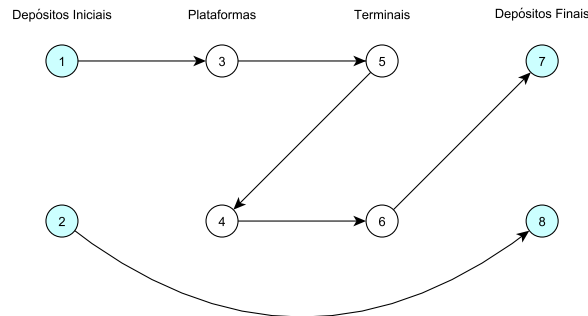 Depósitos Iniciais
Plataformas
Terminais
Depósitos Finais
1
3
5
7
2
4
6
8